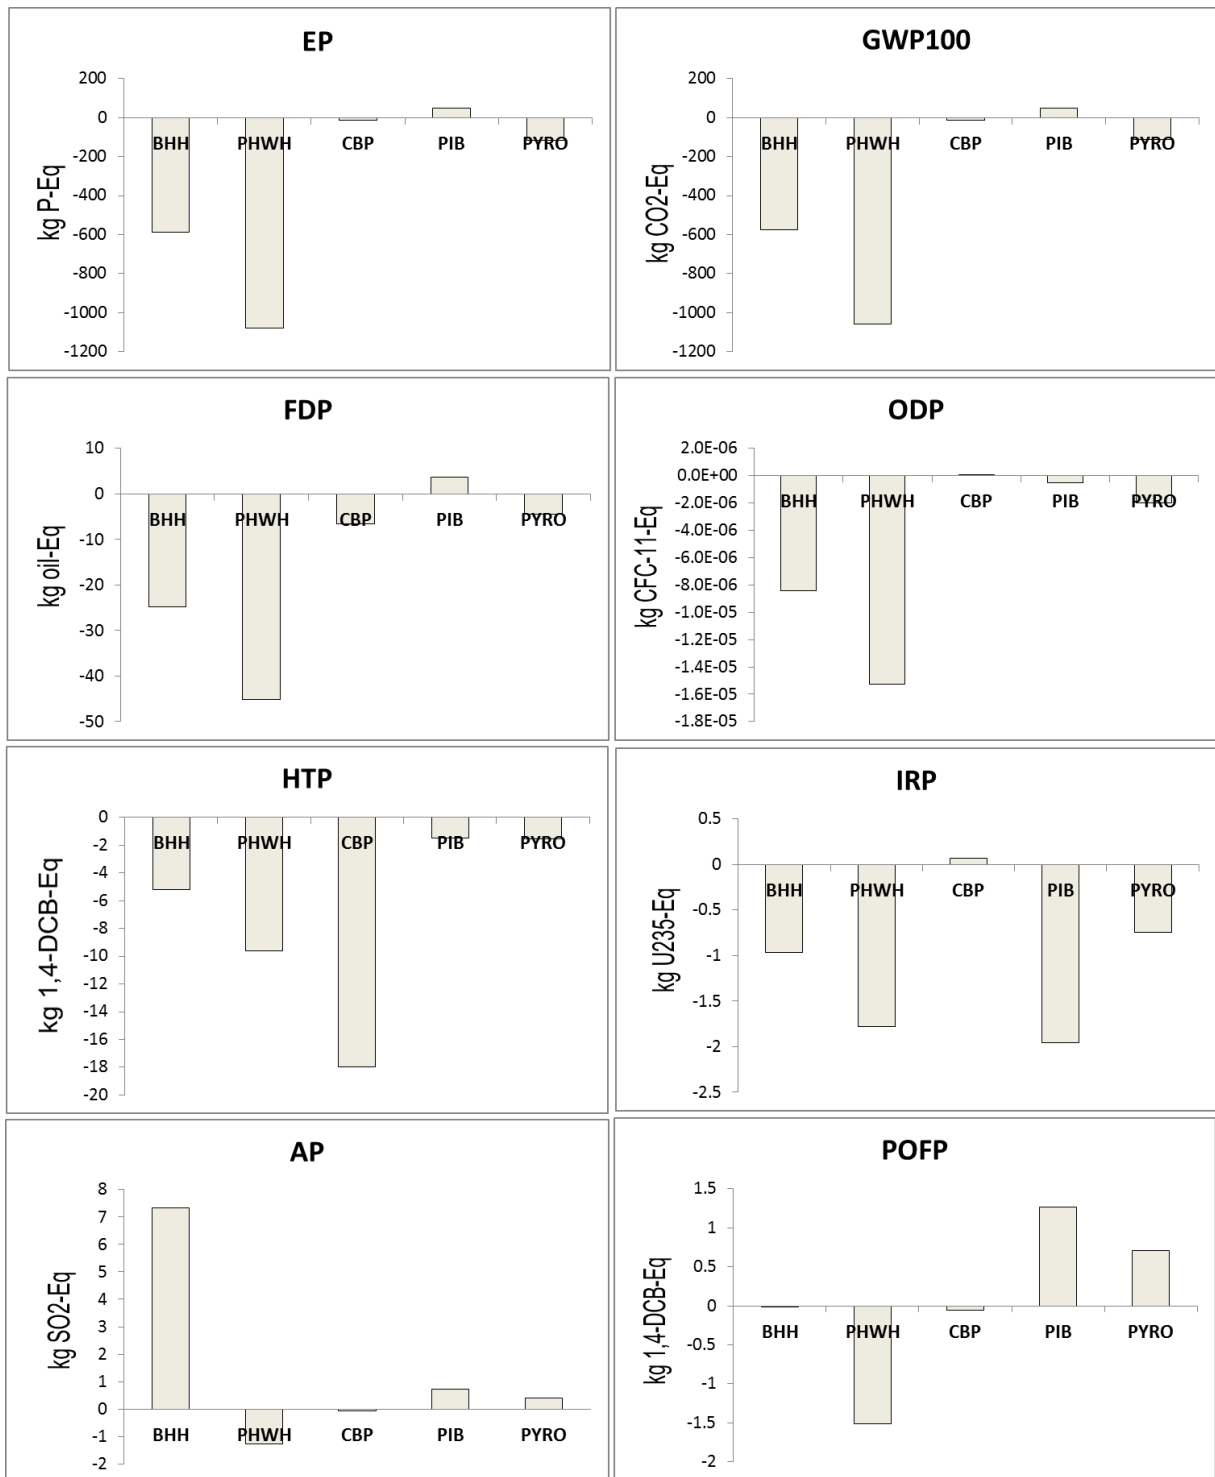 EP
kg P-Eq
200
0
-200
-400
-600
-800
-1000
-1200
BHH PHWH CBP PIB PYRO
GWP100
kg CO2-Eq
200
0
-200
-400
-600
-800
-1000
-1200
BHH PHWH CBP PIB PYRO
FDP
kg oil-Eq
10
0
-10
-20
-30
-40
-50
BHH PHWH CBP PIB PYRO
ODP
kg CFC-11-Eq
2.0E-06
0.0E+00
-2.0E-06
-4.0E-06
-6.0E-06
-8.0E-06
-1.0E-05
-1.2E-05
-1.4E-05
-1.6E-05
-1.8E-05
BHH PHWH CBP PIB PYRO
HTP
kg 1,4-DCB-Eq
0
-2
-4
-6
-8
-10
-12
-14
-16
-18
-20
BHH PHWH CBP PIB PYRO
IRP
kg U235-Eq
0.5
0
-0.5
-1
-1.5
-2
-2.5
BHH PHWH CBP PIB PYRO
AP
kg SO2-Eq
8
7
6
5
4
3
2
1
0
-1
-2
BHH PHWH CBP PIB PYRO
POFP
kg 1,4-DCB-Eq
1.5
1
0.5
0
-0.5
-1
-1.5
-2
BHH PHWH CBP PIB PYRO